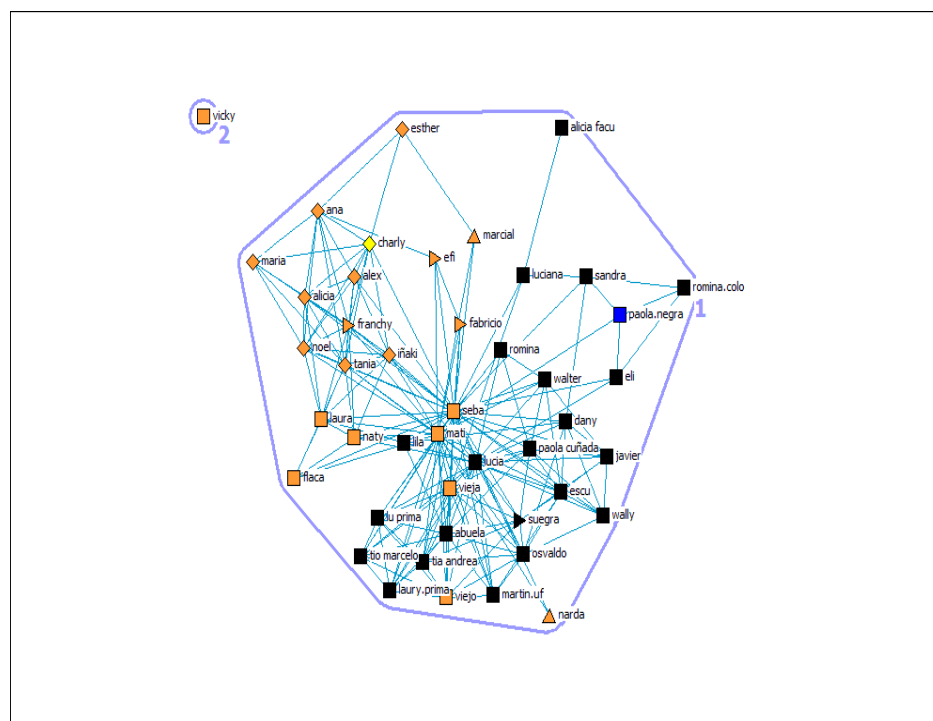 vicky
2
esther
alicia facu
ana
charly
marcial
maria
efi
alex
luciana
sandra
romina.colo
alicia
1
franchy
fabricio
paola.negra
noel
iñaki
romina
tania
walter
eli
seba
laura
dany
naty
mati
lila
paola cuñada
javier
lucia
flaca
vieja
escu
du prima
suegra
wally
abuela
tio marcelo
tia andrea
osvaldo
laury.prima
viejo
martin.uf
narda